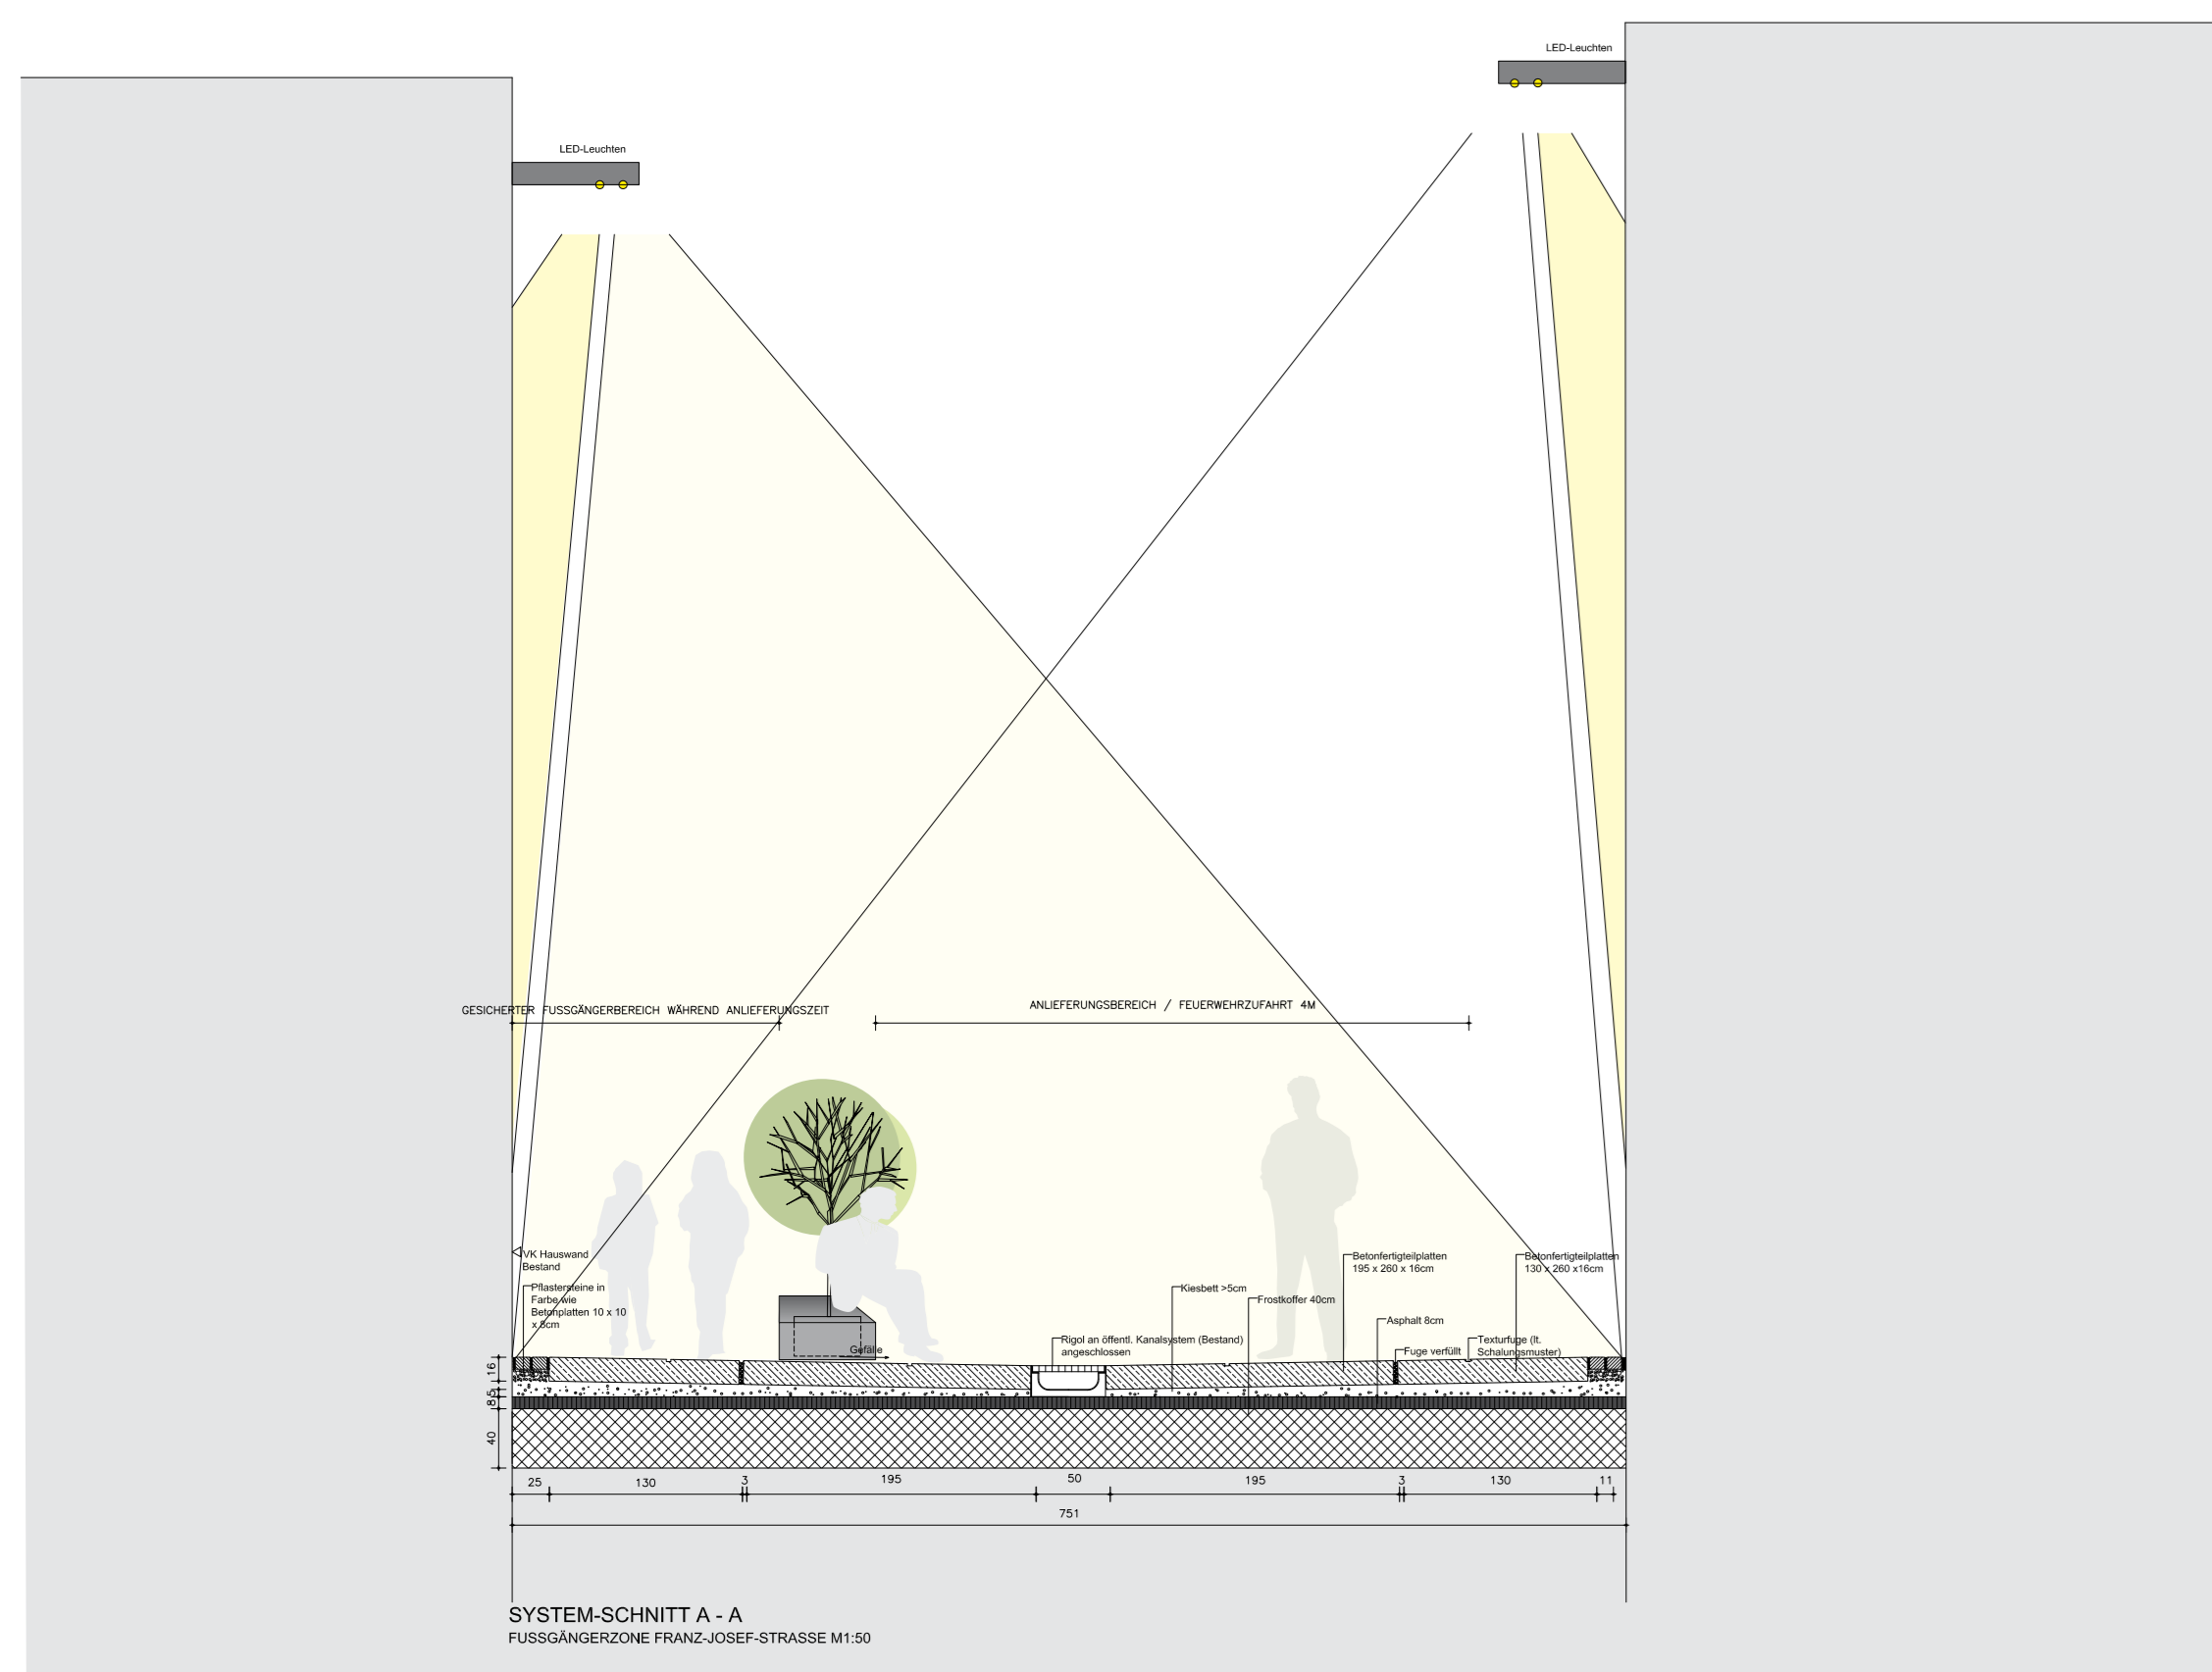 LED-Leuchten
LED-Leuchten
GESICHERTER FUSSGÄNGERBEREICH WÄHREND ANLIEFERUNGSZEIT
ANLIEFERUNGSBEREICH / FEUERWEHRZUFAHRT 4M
VK Hauswand
Bestand
Pflastersteine in
Farbe wie
Betonplatten 10 x 10
x 8cm
Gefälle
Rigol an öffentl. Kanalsystem (Bestand)
angeschlossen
Kiesbett >5cm
Frostkoffer 40cm
Betonfertigteilplatten
195 x 260 x 16cm
Asphalt 8cm
Fuge verfüllt
Texturfuge (lt.
Schalungsmuster)
Betonfertigteilplatten
130 x 260 x16cm
16
5
8
40
25
130
3
195
50
195
3
130
11
751
SYSTEM-SCHNITT A - A
FUSSGÄNGERZONE FRANZ-JOSEF-STRASSE M1:50